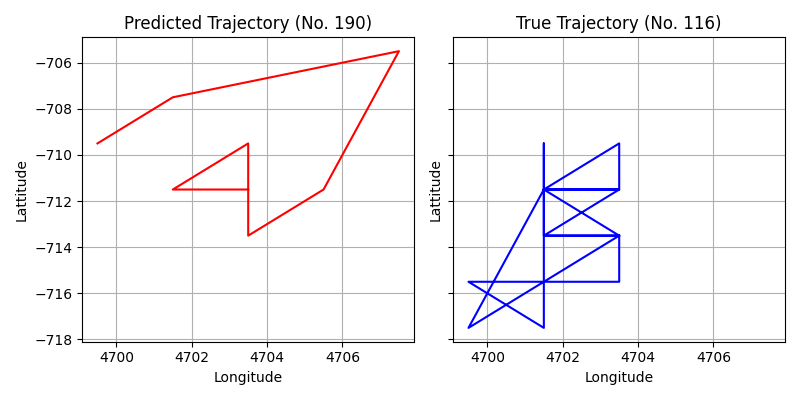 Predicted Trajectory (No. 190)
True Trajectory (No. 116)
−706
−708
−710
−712
−714
−716
−718
Lattitude
Lattitude
4700 4702 4704 4706
4700 4702 4704 4706
Longitude
Longitude